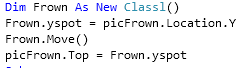 Dim Frown As New Class1()
Frown.yspot = picFrown.Location.Y
Frown.Move()
picFrown.Top = Frown.yspot